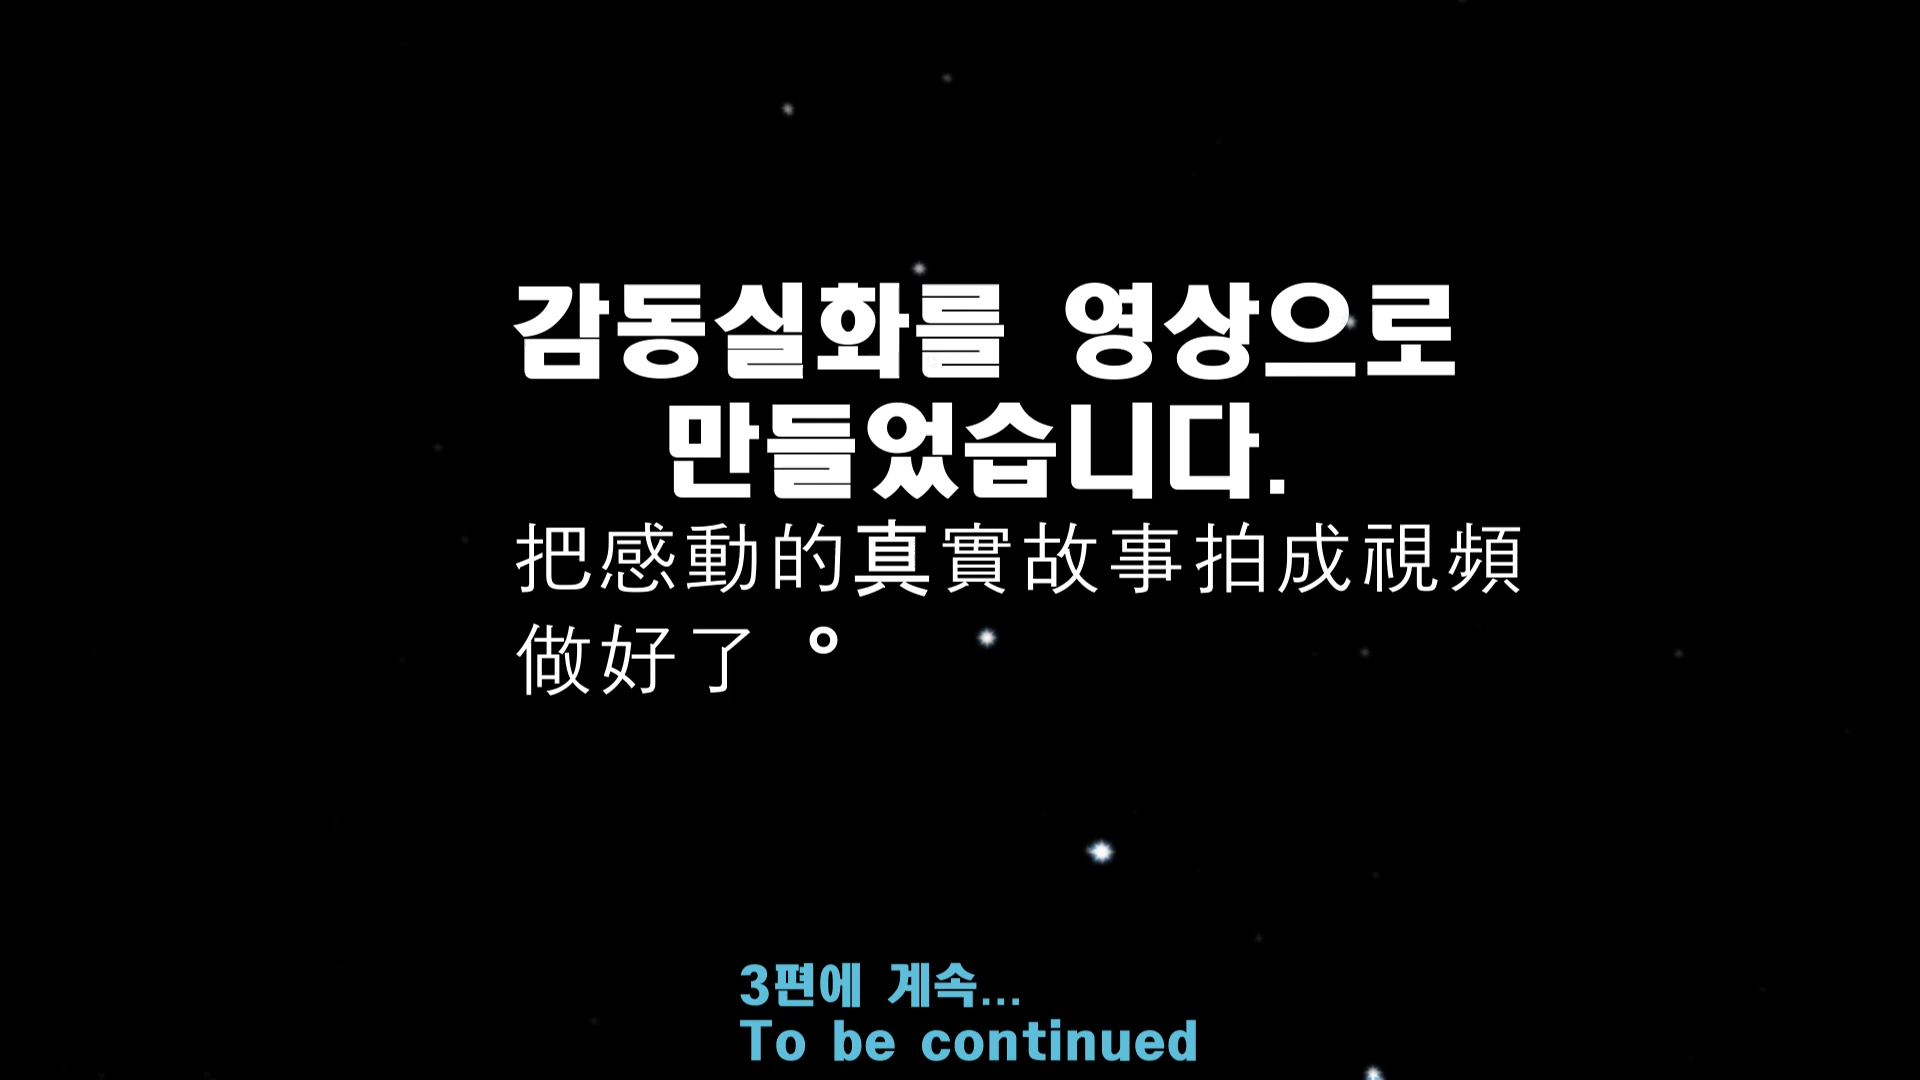 감동실화를 영상으로
만들었습니다.
把感動的真實故事拍成視頻
做好了 。
3편에 계속...
To be continued